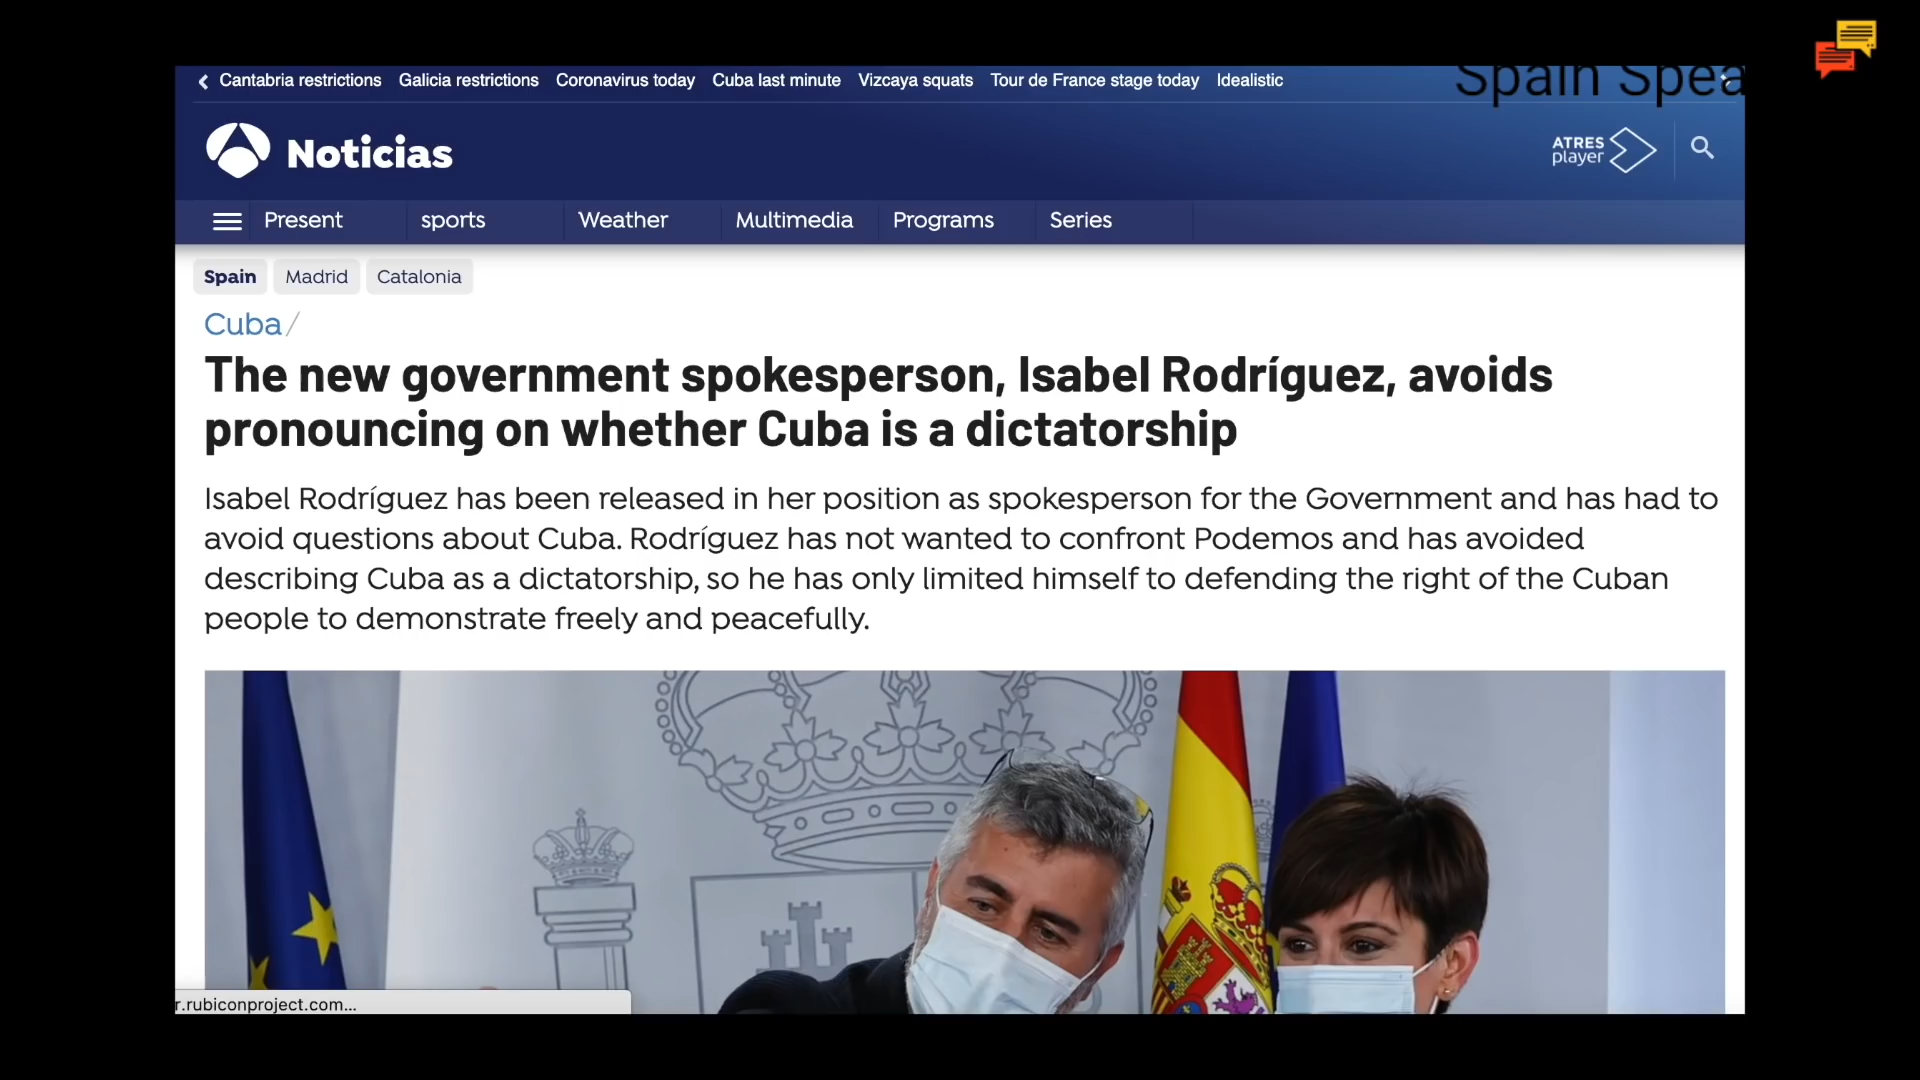 Cantabria restrictions Galicia restrictions Coronavirus today Cuba last minute Vizcaya squats Tour de France stage today Idealistic
Spain Spea
Noticias
ATRES
player
Present sports Weather Multimedia Programs Series
Spain Madrid Catalonia
Cuba /
The new government spokesperson, Isabel Rodríguez, avoids
pronouncing on whether Cuba is a dictatorship
Isabel Rodríguez has been released in her position as spokesperson for the Government and has had to
avoid questions about Cuba. Rodríguez has not wanted to confront Podemos and has avoided
describing Cuba as a dictatorship, so he has only limited himself to defending the right of the Cuban
people to demonstrate freely and peacefully.
r.rubiconproject.com...